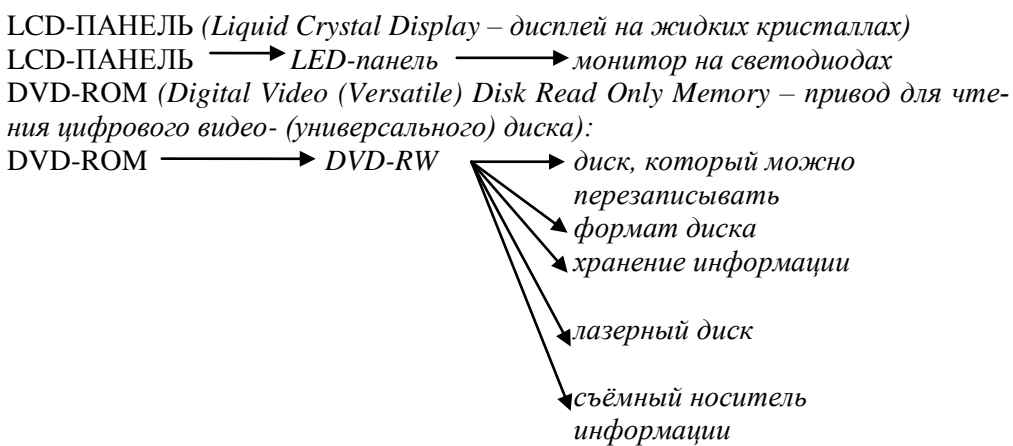 LCD-ПАНЕЛЬ (Liquid Crystal Display – дисплей на жидких кристаллах)
LCD-ПАНЕЛЬ LED-панель монитор на светодиодах
DVD-ROM (Digital Video (Versatile) Disk Read Only Memory – привод для чте-
ния цифрового видео- (универсального) диска):
DVD-ROM DVD-RW диск, который можно
перезаписывать
формат диска
хранение информации
лазерный диск
съёмный носитель
информации